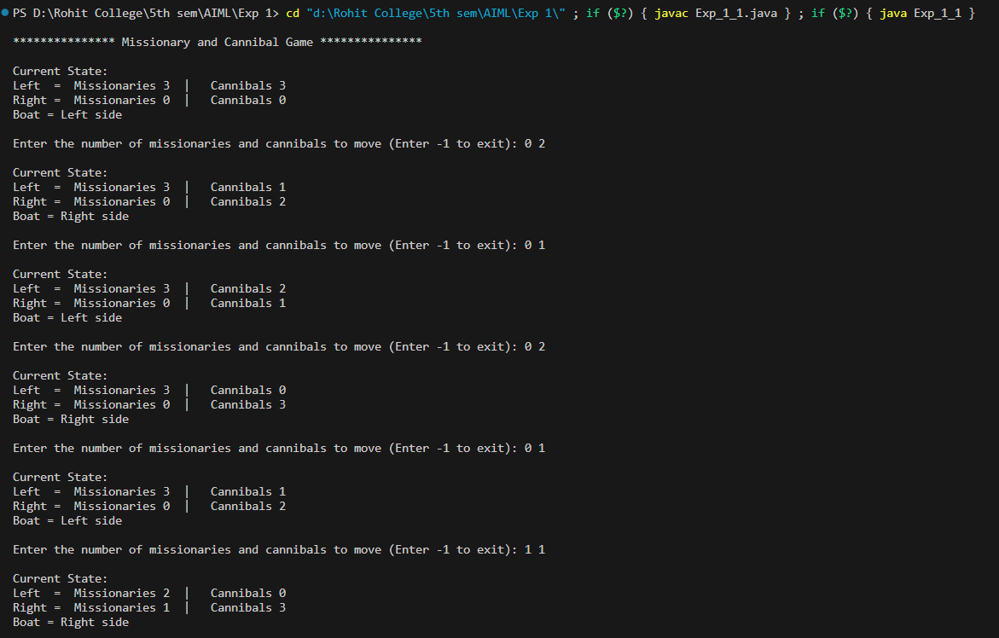 PS D:\Rohit College\5th sem\AIML\Exp 1> cd "d:\Rohit College\5th sem\AIML\Exp 1\" ; if ($?) { javac Exp_1_1.java } ; if ($?) { java Exp_1_1 }
*************** Missionary and Cannibal Game ***************
Current State:
Left  =  Missionaries 3  |   Cannibals 3
Right =  Missionaries 0  |   Cannibals 0
Boat = Left side
Enter the number of missionaries and cannibals to move (Enter -1 to exit): 0 2
Current State:
Left  =  Missionaries 3  |   Cannibals 1
Right =  Missionaries 0  |   Cannibals 2
Boat = Right side
Enter the number of missionaries and cannibals to move (Enter -1 to exit): 0 1
Current State:
Left  =  Missionaries 3  |   Cannibals 2
Right =  Missionaries 0  |   Cannibals 1
Boat = Left side
Enter the number of missionaries and cannibals to move (Enter -1 to exit): 0 2
Current State:
Left  =  Missionaries 3  |   Cannibals 0
Right =  Missionaries 0  |   Cannibals 3
Boat = Right side
Enter the number of missionaries and cannibals to move (Enter -1 to exit): 0 1
Current State:
Left  =  Missionaries 3  |   Cannibals 1
Right =  Missionaries 0  |   Cannibals 2
Boat = Left side
Enter the number of missionaries and cannibals to move (Enter -1 to exit): 1 1
Current State:
Left  =  Missionaries 2  |   Cannibals 0
Right =  Missionaries 1  |   Cannibals 3
Boat = Right side